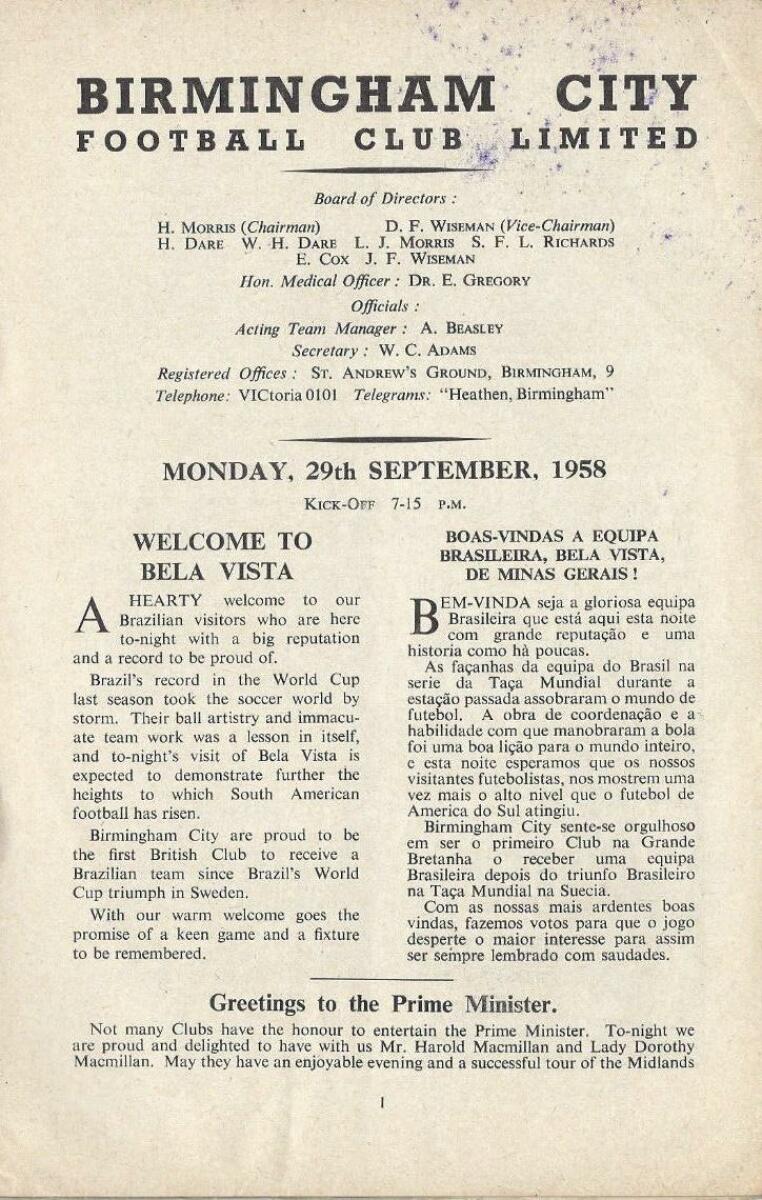 BIRMINGHAM CITY
FOOTBALL CLUB LIMITED
Board of Directors :
H. MORRIS (Chairman) D. F. WISEMAN (Vice-Chairman)
H. DARE W. H. DARE L. J. MORRIS S. F. L. RICHARDS
E. COX J. F. WISEMAN
Hon. Medical Officer : DR. E. GREGORY
Officials :
Acting Team Manager : A. BEASLEY
Secretary : W. C. ADAMS
Registered Offices : ST. ANDREW'S GROUND, BIRMINGHAM, 9
Telephone: VICtoria 0101 Telegrams: "Heathen, Birmingham"
MONDAY, 29th SEPTEMBER, 1958
KICK-OFF 7-15 P.M.
WELCOME TO
BELA VISTA
A HEARTY welcome to our
Brazilian visitors who are here
to-night with a big reputation
and a record to be proud of.
Brazil's record in the World Cup
last season took the soccer world by
storm. Their ball artistry and immacu-
ate team work was a lesson in itself,
and to-night's visit of Bela Vista is
expected to demonstrate further the
heights to which South American
football has risen.
Birmingham City are proud to be
the first British Club to receive a
Brazilian team since Brazil's World
Cup triumph in Sweden.
With our warm welcome goes the
promise of a keen game and a fixture
to be remembered.
BOAS-VINDAS A EQUIPA
BRASILEIRA, BELA VISTA,
DE MINAS GERAIS !
BEM-VINDA seja a gloriosa equipa
Brasileira que está aqui esta noite
com grande reputação e uma
historia como hà poucas.
As façanhas da equipa do Brasil na
serie da Taça Mundial durante a
estação passada assobraram o mundo de
futebol. A obra de coordenação e a
habilidade com que manobraram a bola
foi uma boa lição para o mundo inteiro,
e esta noite esperamos que os nossos
visitantes futebolistas, nos mostrem uma
vez mais o alto nivel que o futebol de
America do Sul atingiu.
Birmingham City sente-se orgulhoso
em ser o primeiro Club na Grande
Bretanha o receber uma equipa
Brasileira depois do triunfo Brasileiro
na Taça Mundial na Suecia.
Com as nossas mais ardentes boas
vindas, fazemos votos para que o jogo
desperte o maior interesse para assim
ser sempre lembrado com saudades.
Greetings to the Prime Minister.
Not many Clubs have the honour to entertain the Prime Minister. To-night we
are proud and delighted to have with us Mr. Harold Macmillan and Lady Dorothy
Macmillan. May they have an enjoyable evening and a successful tour of the Midlands
1